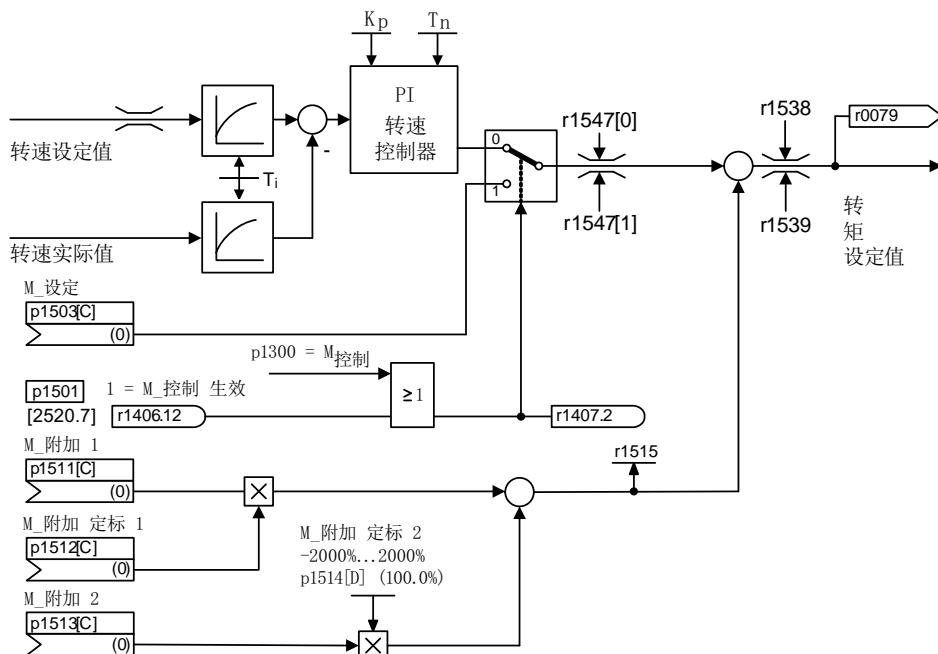 Kp
Tn
PI
转速
控制器
转速设定值
-
Ti
转速实际值
0
1
r1547[0]
r1547[1]
r1538
r1539
r0079
转
矩
设定值
M_设定
p1503[C]
(0)
p1300 = M控制
≥1
p1501
1 = M_控制 生效
[2520.7]
r1406.12
r1407.2
M_附加 1
p1511[C]
(0)
r1515
M_附加 定标 1
p1512[C]
(0)
M_附加 定标 2
-2000%...2000%
p1514[D] (100.0%)
M_附加 2
p1513[C]
(0)